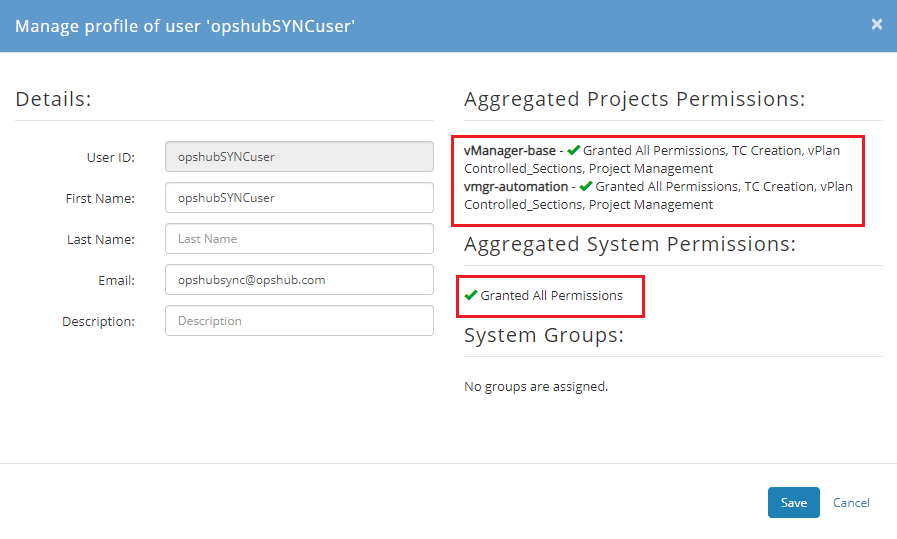 Manage profile of user 'opshubSYNCuser'
×
Details:
User ID:
opshubSYNCuser
First Name:
opshubSYNCuser
Last Name:
Last Name
Email:
opshubsync@opshub.com
Description:
Description
Aggregated Projects Permissions:
vManager-base - ✔ Granted All Permissions, TC Creation, vPlan
Controlled_Sections, Project Management
vmgr-automation - ✔ Granted All Permissions, TC Creation, vPlan
Controlled_Sections, Project Management
Aggregated System Permissions:
✔ Granted All Permissions
System Groups:
No groups are assigned.
Save
Cancel